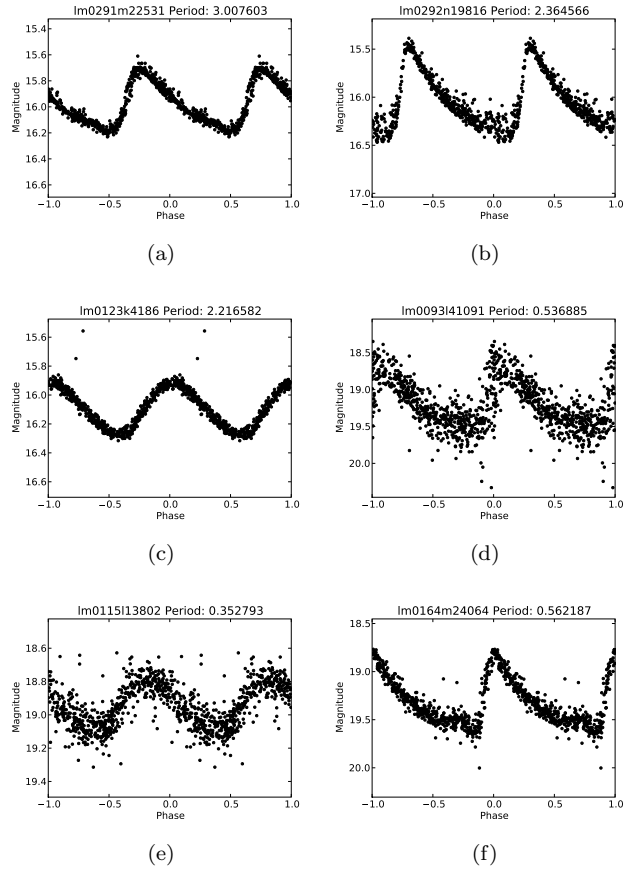 lm0291m22531 Period: 3.007603
15.4
15.6
15.8
16.0
16.2
16.4
16.6
Magnitude
−1.0 −0.5 0.0 0.5 1.0
Phase
(a)
lm0292n19816 Period: 2.364566
15.5
16.0
16.5
17.0
Magnitude
−1.0 −0.5 0.0 0.5 1.0
Phase
(b)
lm0123k4186 Period: 2.216582
15.6
15.8
16.0
16.2
16.4
16.6
Magnitude
−1.0 −0.5 0.0 0.5 1.0
Phase
(c)
lm0093l41091 Period: 0.536885
18.5
19.0
19.5
20.0
Magnitude
−1.0 −0.5 0.0 0.5 1.0
Phase
(d)
lm0115l13802 Period: 0.352793
18.6
18.8
19.0
19.2
19.4
Magnitude
−1.0 −0.5 0.0 0.5 1.0
Phase
(e)
lm0164m24064 Period: 0.562187
18.5
19.0
19.5
20.0
Magnitude
−1.0 −0.5 0.0 0.5 1.0
Phase
(f)